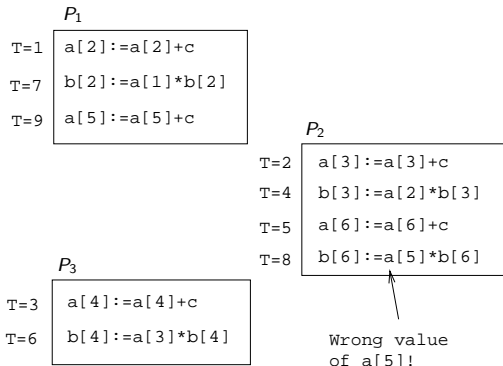 P1
T=1 a[2]:=a[2]+c
T=7 b[2]:=a[1]*b[2]
T=9 a[5]:=a[5]+c
P2
T=2 a[3]:=a[3]+c
T=4 b[3]:=a[2]*b[3]
T=5 a[6]:=a[6]+c
T=8 b[6]:=a[5]*b[6]
P3
T=3 a[4]:=a[4]+c
T=6 b[4]:=a[3]*b[4]
Wrong value
of a[5]!